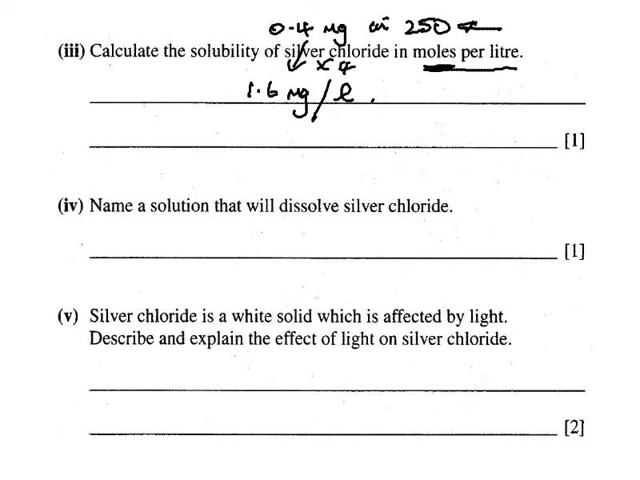 0.4 mg in 250
(iii) Calculate the solubility of silver chloride in moles per litre.
× 4
1.6 mg/l.
[1]
(iv) Name a solution that will dissolve silver chloride.
[1]
(v) Silver chloride is a white solid which is affected by light.
Describe and explain the effect of light on silver chloride.
[2]